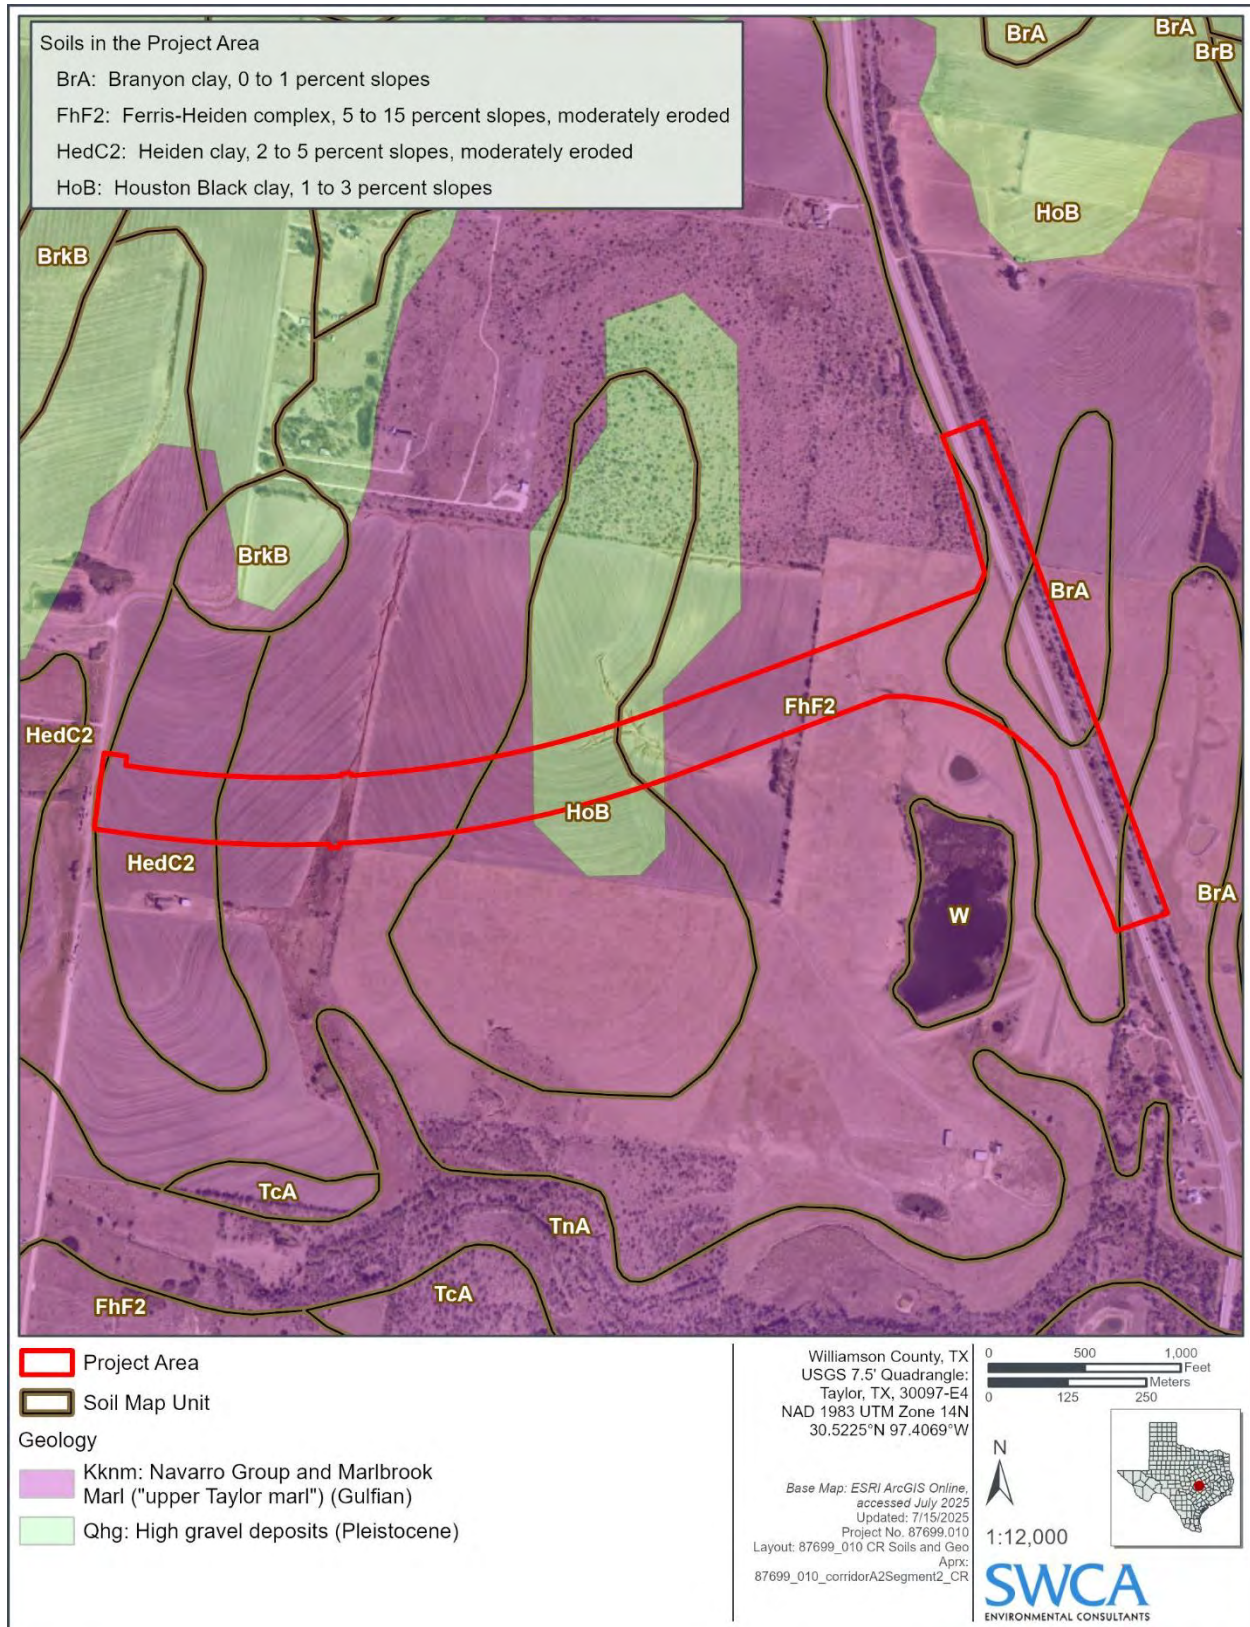 Soils in the Project Area
BrA: Branyon clay, 0 to 1 percent slopes
FhF2: Ferris-Heiden complex, 5 to 15 percent slopes, moderately eroded
HedC2: Heiden clay, 2 to 5 percent slopes, moderately eroded
HoB: Houston Black clay, 1 to 3 percent slopes
BrA
BrA
BrB
HoB
BrkB
BrkB
BrA
HedC2
FhF2
HoB
HedC2
W
BrA
TcA
TnA
FhF2
TcA
Project Area
Soil Map Unit
Geology
Kknm: Navarro Group and Marlbrook
Marl ("upper Taylor marl") (Gulfian)
Qhg: High gravel deposits (Pleistocene)
Williamson County, TX
USGS 7.5' Quadrangle:
Taylor, TX, 30097-E4
NAD 1983 UTM Zone 14N
30.5225°N 97.4069°W
Base Map: ESRI ArcGIS Online,
accessed July 2025
Updated: 7/15/2025
Project No. 87699.010
Layout: 87699_010 CR Soils and Geo
Aprx:
87699_010_corridorA2Segment2_CR
0 500 1,000
Feet
Meters
0 125 250
N
1:12,000
SWCA
ENVIRONMENTAL CONSULTANTS